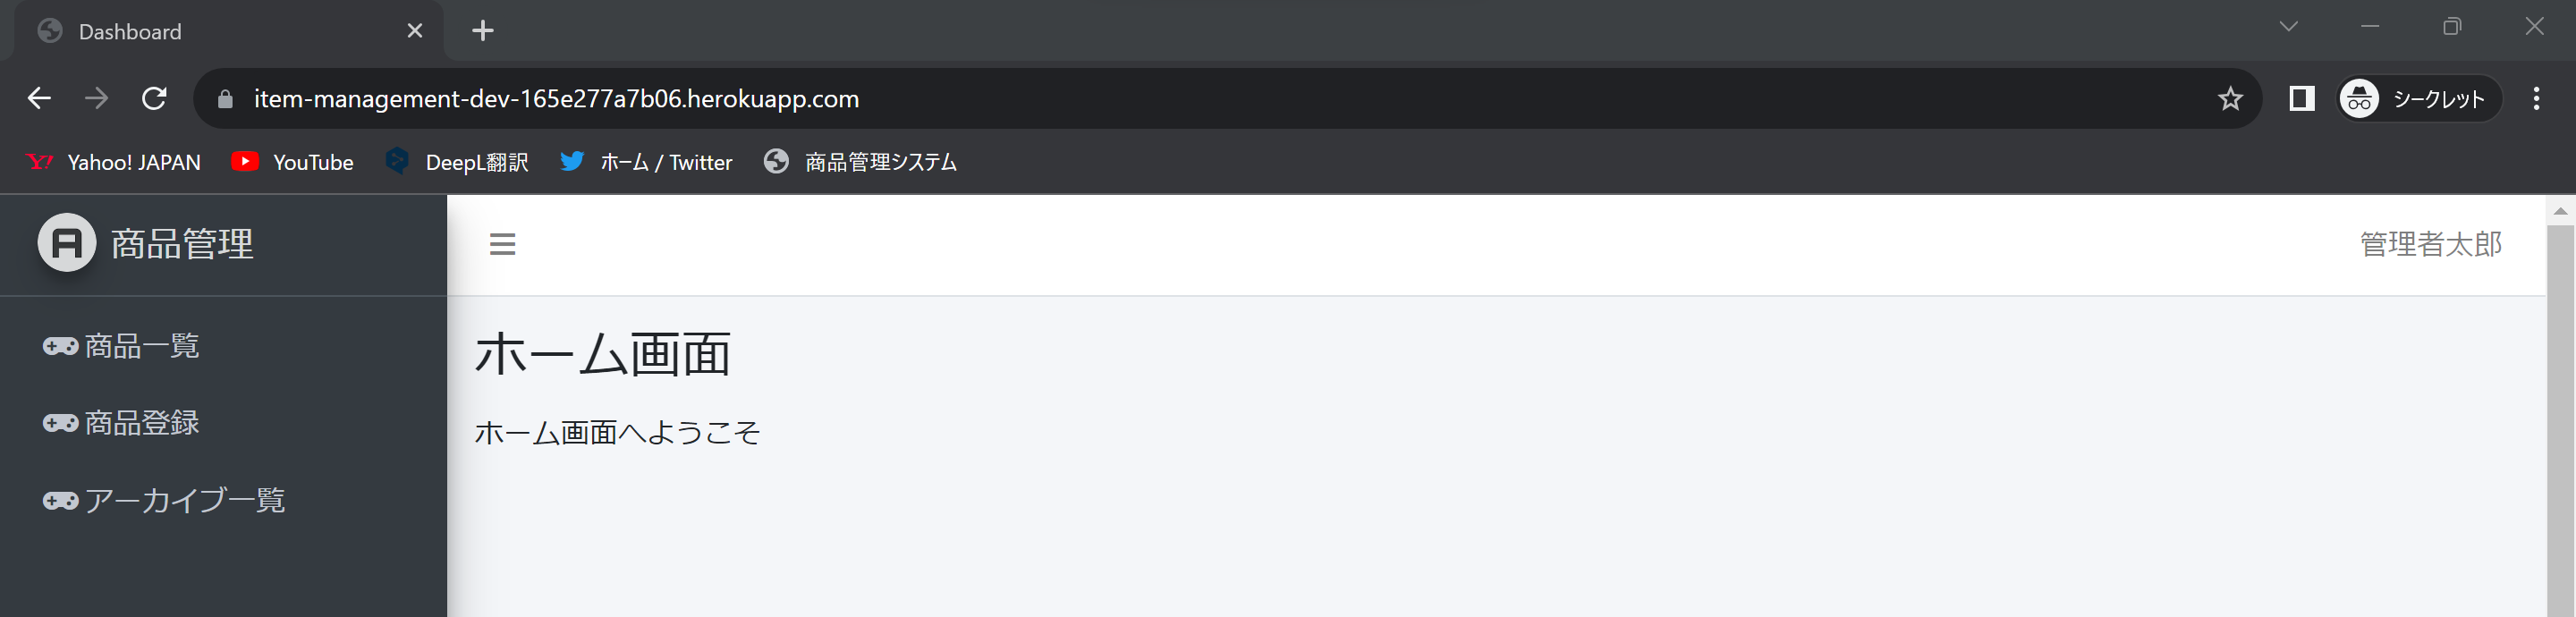 Dashboard
item-management-dev-165e277a7b06.herokuapp.com
シークレット
Yahoo! JAPAN
YouTube
DeepL翻訳
ホーム / Twitter
商品管理システム
商品管理
管理者太郎
商品一覧
商品登録
アーカイブ一覧
ホーム画面
ホーム画面へようこそ